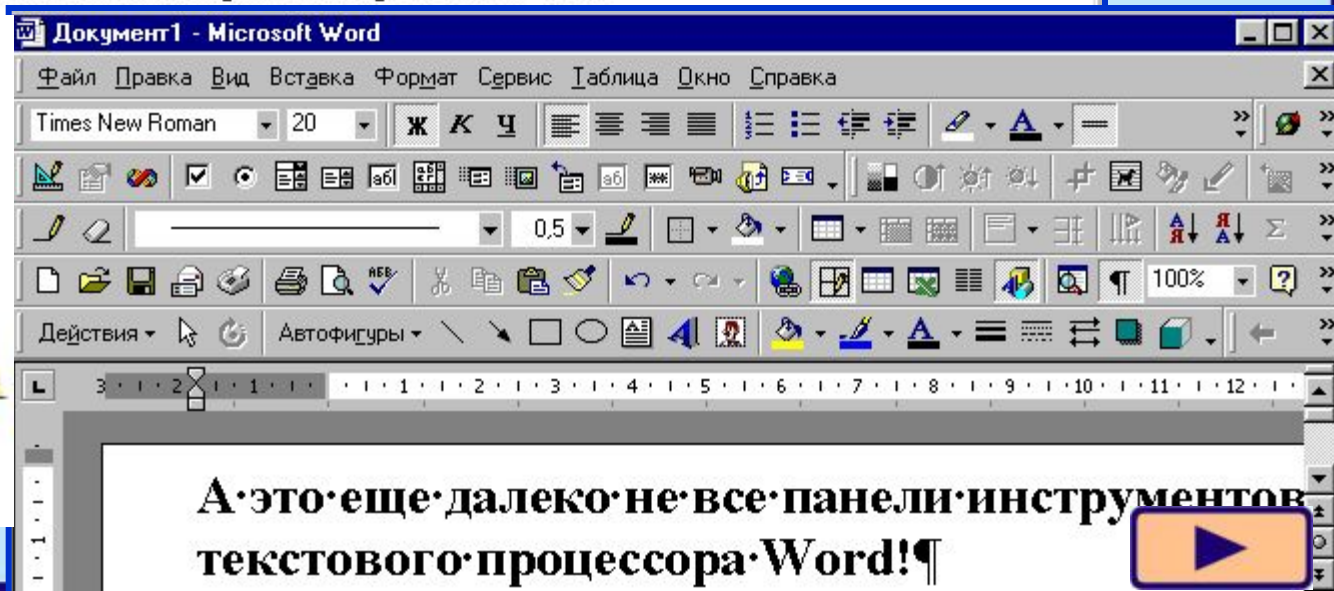 Документ1 - Microsoft Word
Файл Правка Вид Вставка Формат Сервис Таблица Окно Справка
Times New Roman 20 Ж К Ч А
0,5
100%
Действия Автофигуры А
3 2 1 1 2 3 4 5 6 7 8 9 10 11 12
А·это·еще·далеко·не·все·панели·инструментов
текстового·процессора·Word!¶